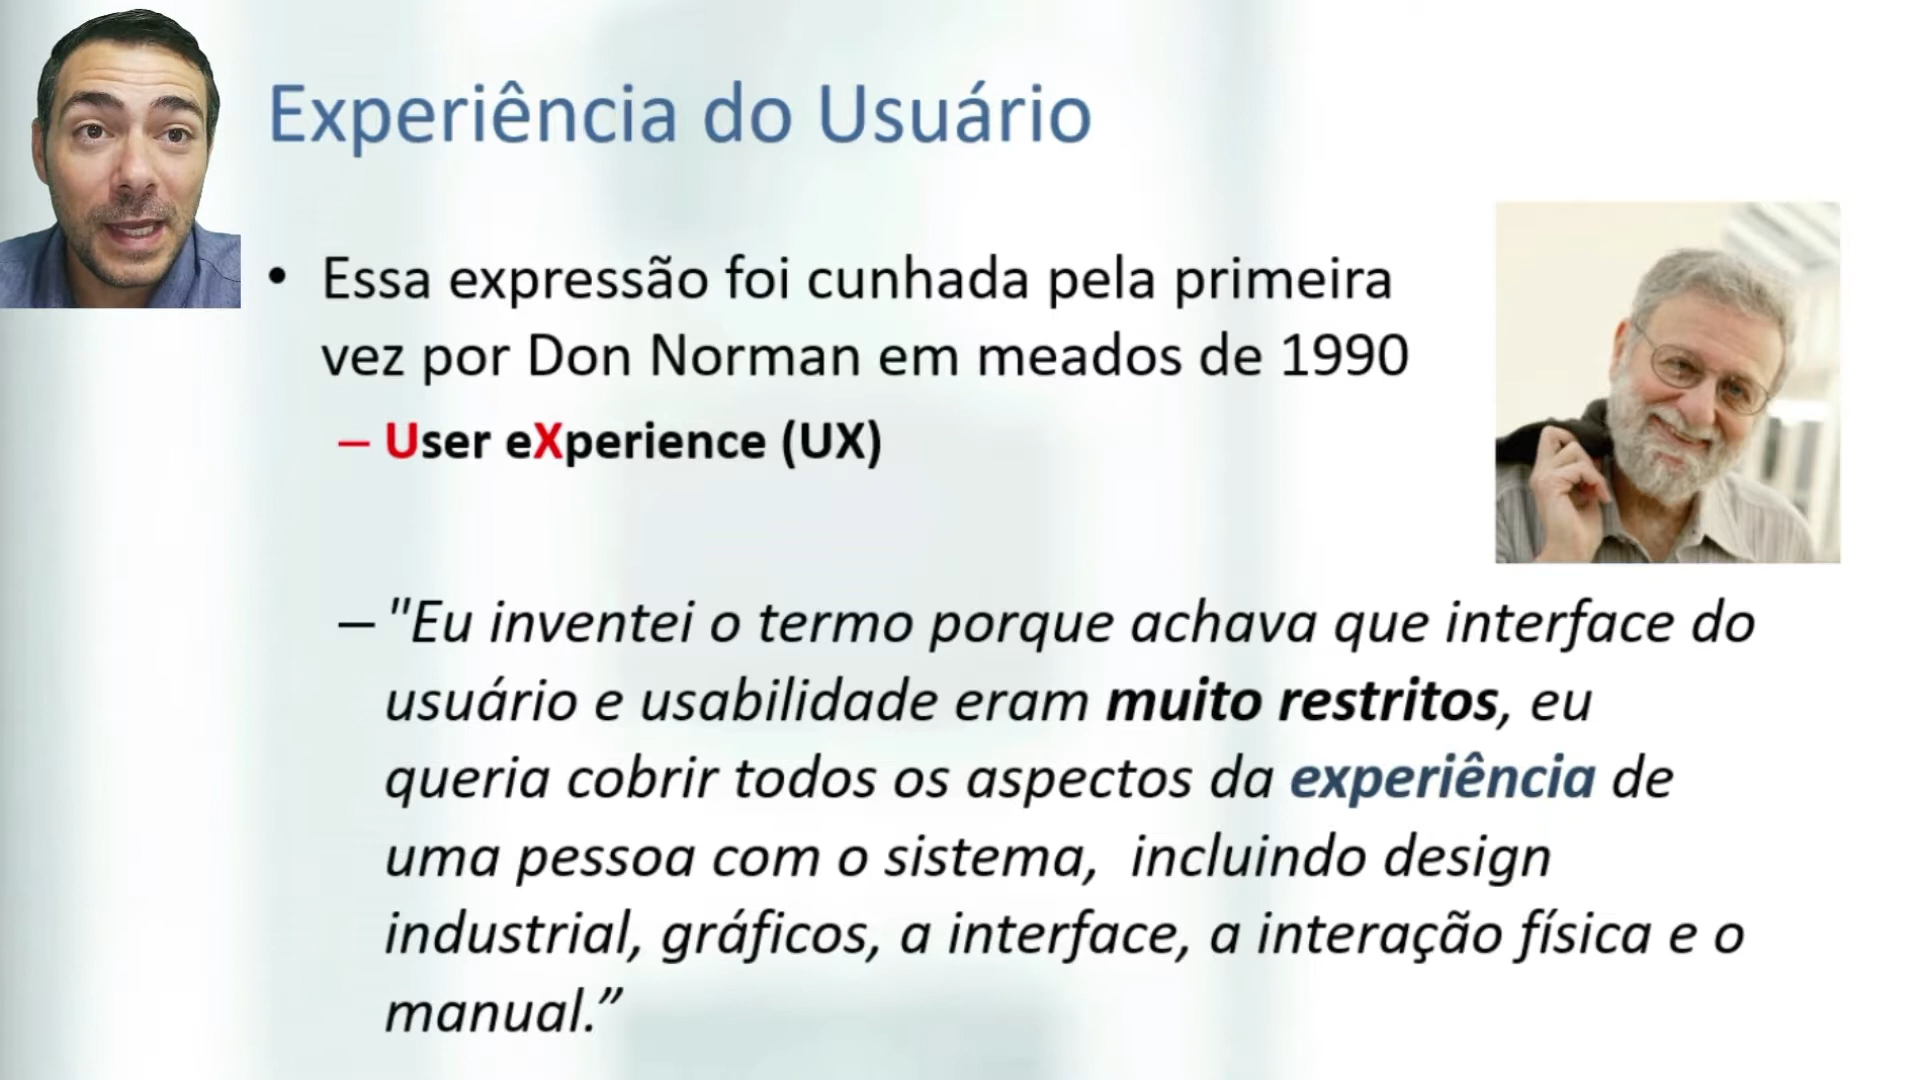 Experiência do Usuário
• Essa expressão foi cunhada pela primeira
vez por Don Norman em meados de 1990
– User eXperience (UX)
– "Eu inventei o termo porque achava que interface do
usuário e usabilidade eram muito restritos, eu
queria cobrir todos os aspectos da experiência de
uma pessoa com o sistema,  incluindo design
industrial, gráficos, a interface, a interação física e o
manual.”